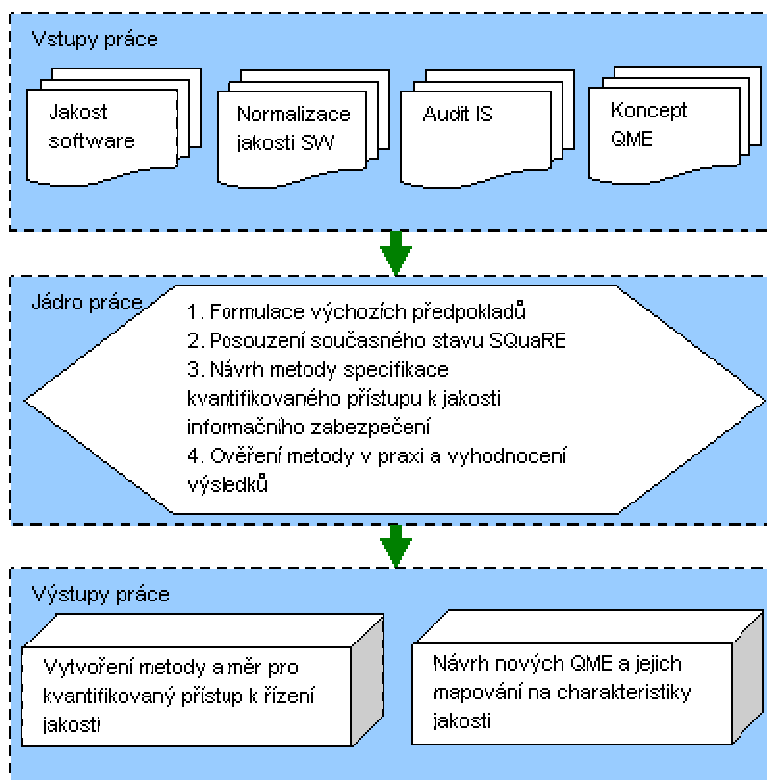 Vstupy práce
Jakost
software
Normalizace
jakosti SW
Audit IS
Koncept
QME
Jádro práce
1. Formulace výchozích předpokladů
2. Posouzení současného stavu SQuaRE
3. Návrh metody specifikace
kvantifikovaného přístupu k jakosti
informačního zabezpečení
4. Ověření metody v praxi a vyhodnocení
výsledků
Výstupy práce
Vytvoření metody a měr pro
kvantifikovaný přístup k řízení
jakosti
Návrh nových QME a jejich
mapování na charakteristiky
jakosti